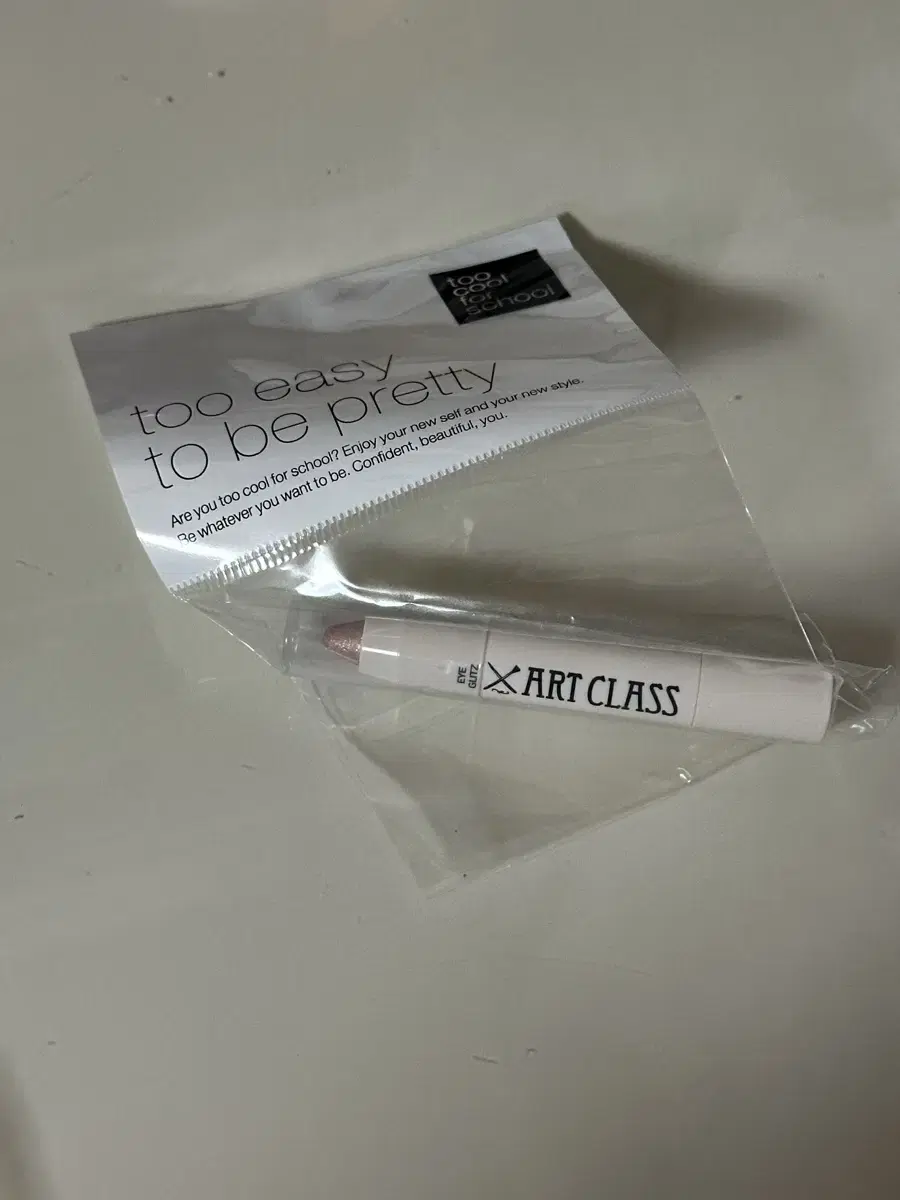 too
cool
for
school
too easy
to be pretty
Are you too cool for school? Enjoy your new self and your new style.
Be whatever you want to be. Confident, beautiful, you.
EYE
GLITZ
ART CLASS